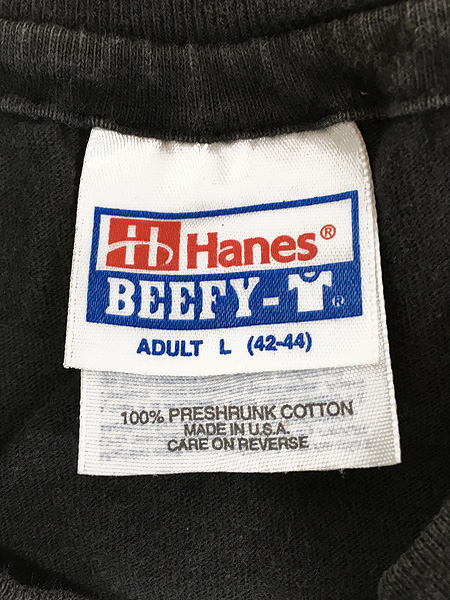 Hanes®
BEEFY-T®
ADULT L (42-44)
100% PRESHRUNK COTTON
MADE IN U.S.A.
CARE ON REVERSE